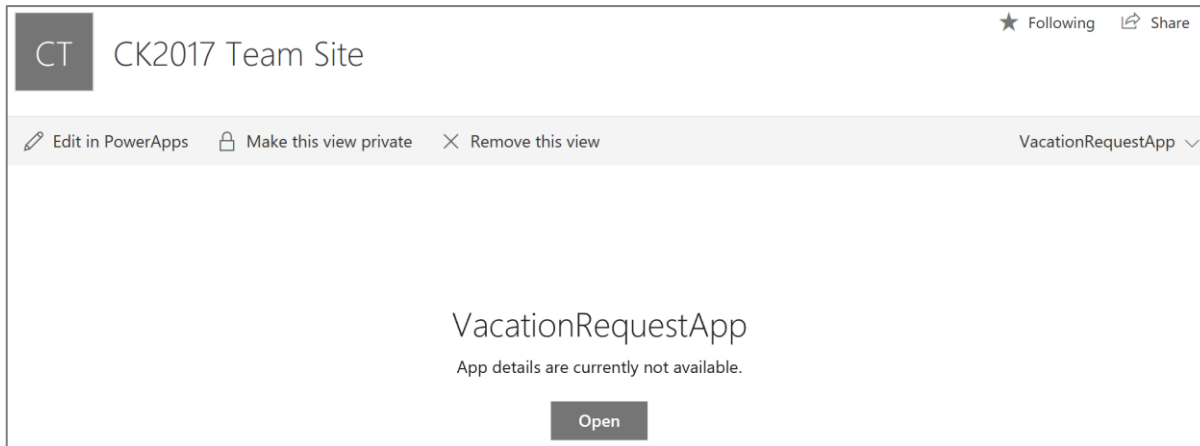 Following Share
CT CK2017 Team Site
Edit in PowerApps Make this view private Remove this view VacationRequestApp
VacationRequestApp
App details are currently not available.
Open